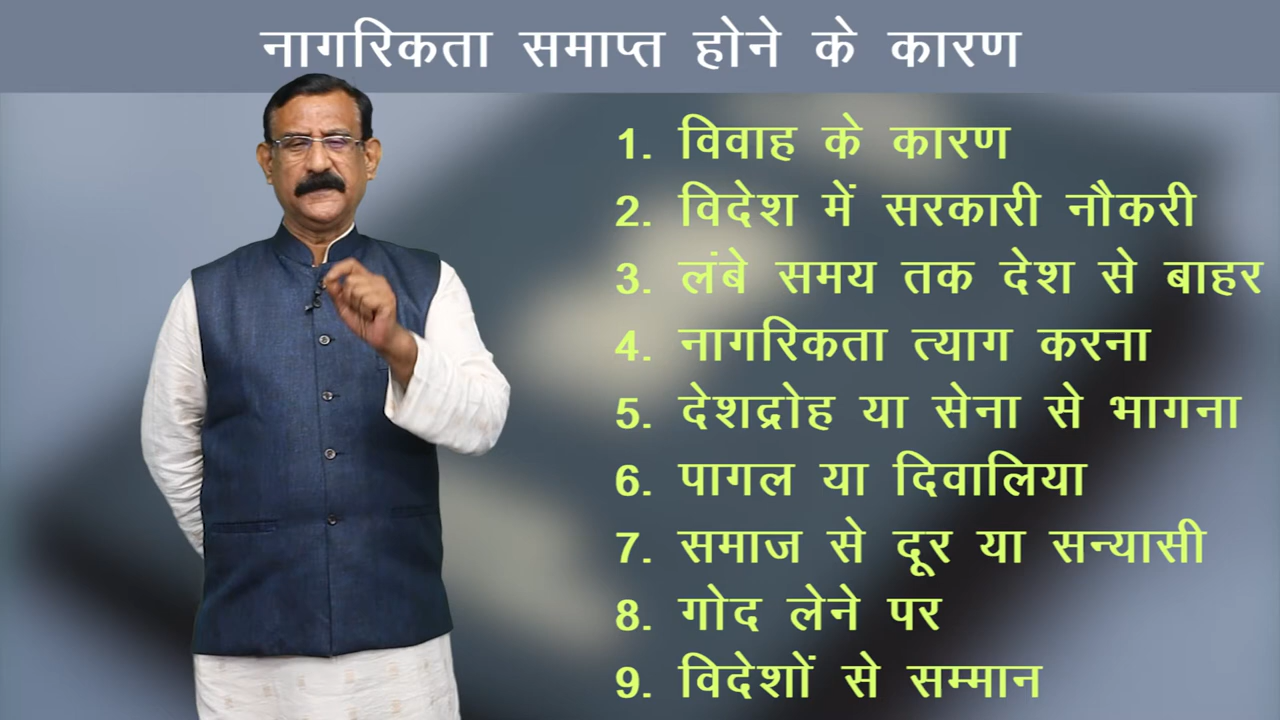 नागरिकता समाप्त होने के कारण
1. विवाह के कारण
2. विदेश में सरकारी नौकरी
3. लंबे समय तक देश से बाहर
4. नागरिकता त्याग करना
5. देशद्रोह या सेना से भागना
6. पागल या दिवालिया
7. समाज से दूर या सन्यासी
8. गोद लेने पर
9. विदेशों से सम्मान